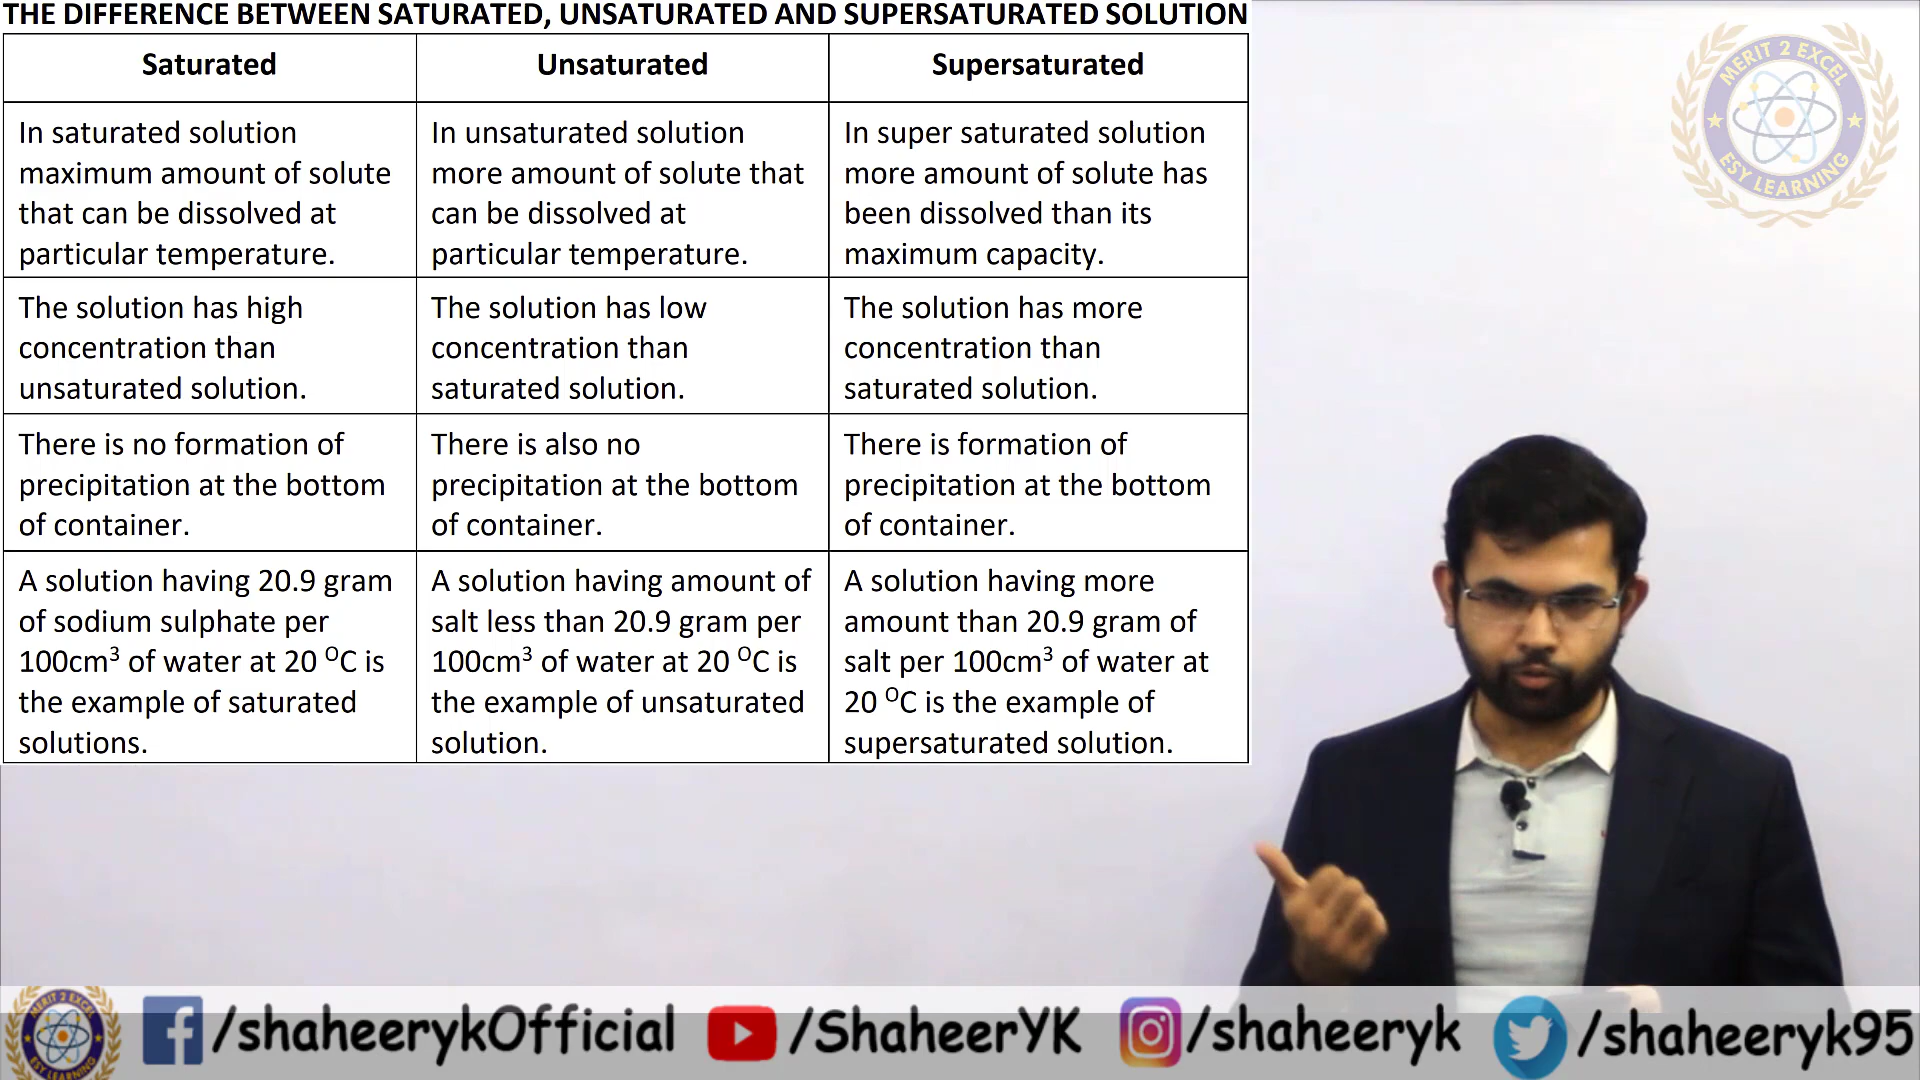 THE DIFFERENCE BETWEEN SATURATED, UNSATURATED AND SUPERSATURATED SOLUTION
Saturated
Unsaturated
Supersaturated
In saturated solution
maximum amount of solute
that can be dissolved at
particular temperature.
In unsaturated solution
more amount of solute that
can be dissolved at
particular temperature.
In super saturated solution
more amount of solute has
been dissolved than its
maximum capacity.
The solution has high
concentration than
unsaturated solution.
The solution has low
concentration than
saturated solution.
The solution has more
concentration than
saturated solution.
There is no formation of
precipitation at the bottom
of container.
There is also no
precipitation at the bottom
of container.
There is formation of
precipitation at the bottom
of container.
A solution having 20.9 gram
of sodium sulphate per
100cm³ of water at 20 ᴼC is
the example of saturated
solutions.
A solution having amount of
salt less than 20.9 gram per
100cm³ of water at 20 ᴼC is
the example of unsaturated
solution.
A solution having more
amount than 20.9 gram of
salt per 100cm³ of water at
20 ᴼC is the example of
supersaturated solution.
MERIT 2 EXCEL
ESY LEARNING
MERIT 2 EXCEL
ESY LEARNING
/shaheerykOfficial
/ShaheerYK
/shaheeryk
/shaheeryk95